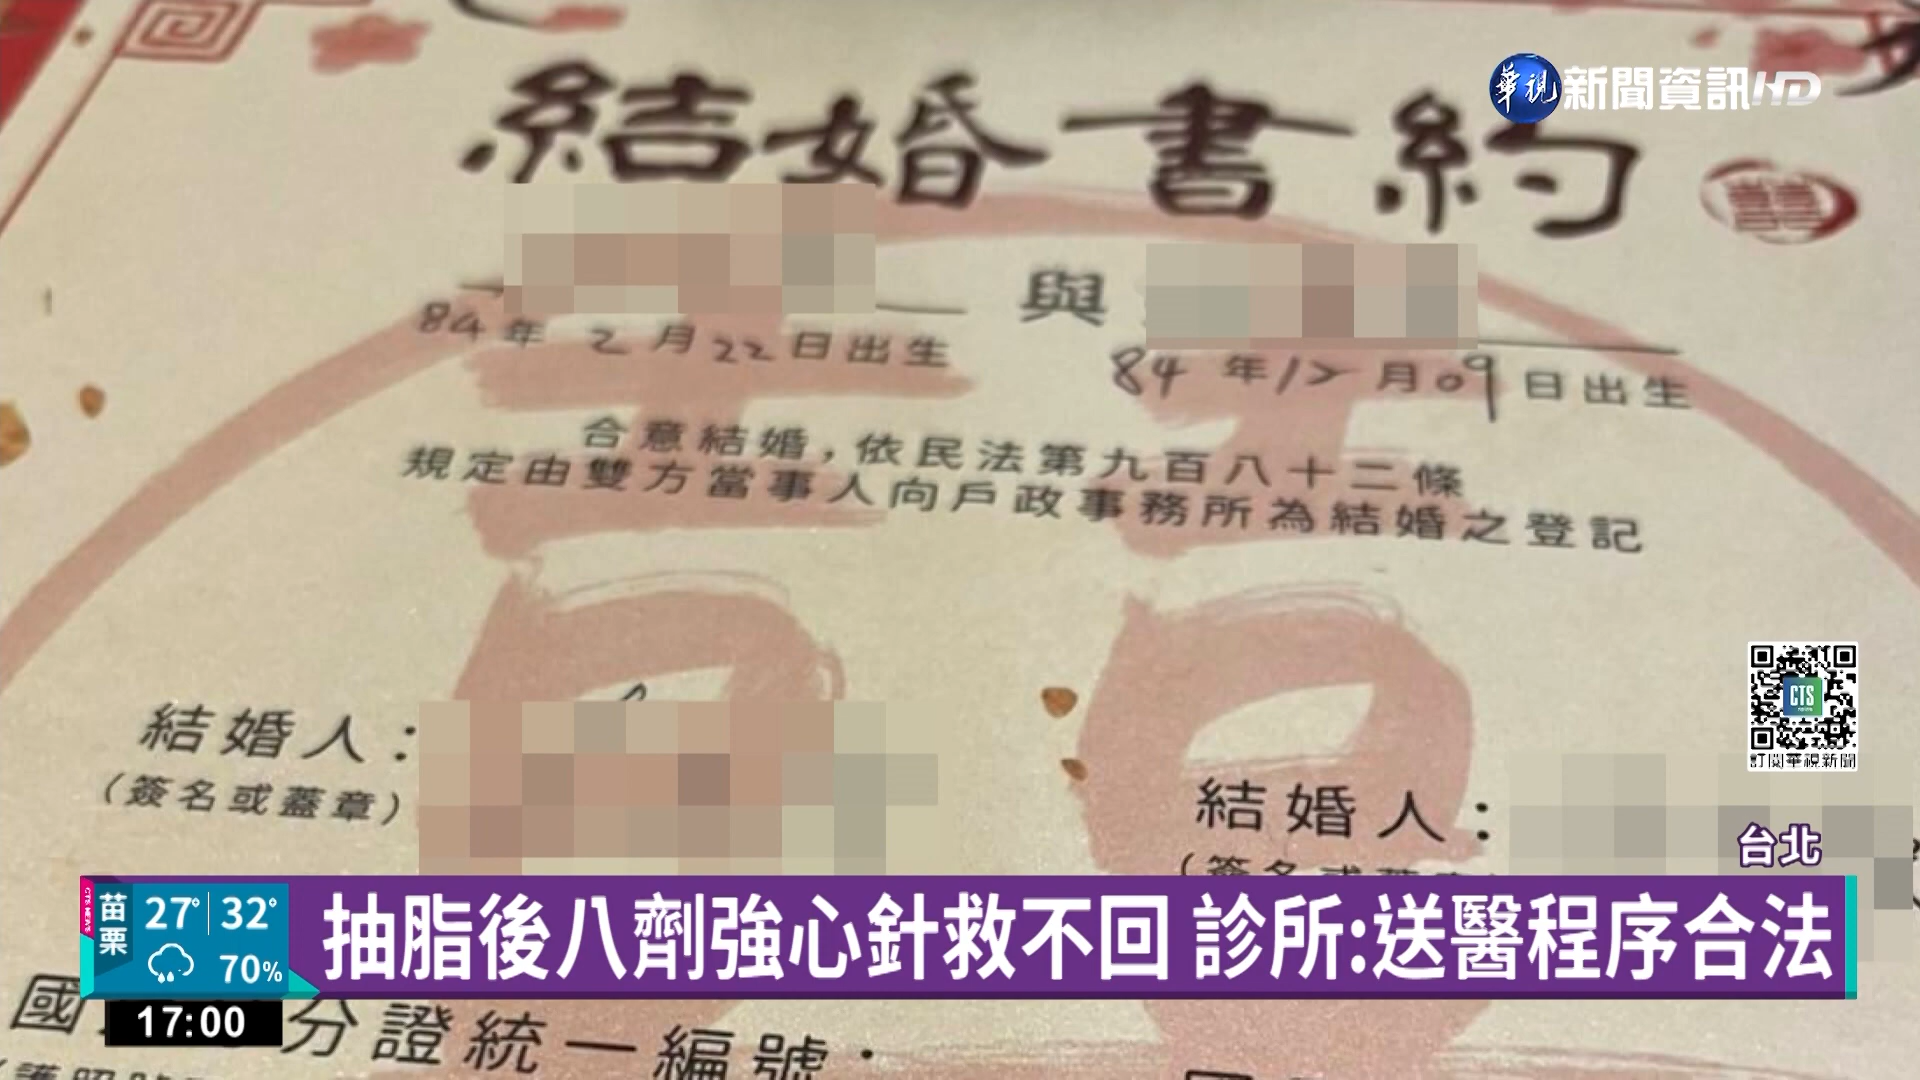 結婚書約
華視新聞資訊HD
與
84年2月22日出生
84年12月09日出生
合意結婚，依民法第九百八十二條
規定由雙方當事人向戶政事務所為結婚之登記
結婚人：
（簽名或蓋章）
結婚人：
CTS
訂閱華視新聞
台北
CTS NEWS
苗栗
27° 32°
70%
抽脂後八劑強心針救不回 診所:送醫程序合法
17:00
國 分證統一編號：